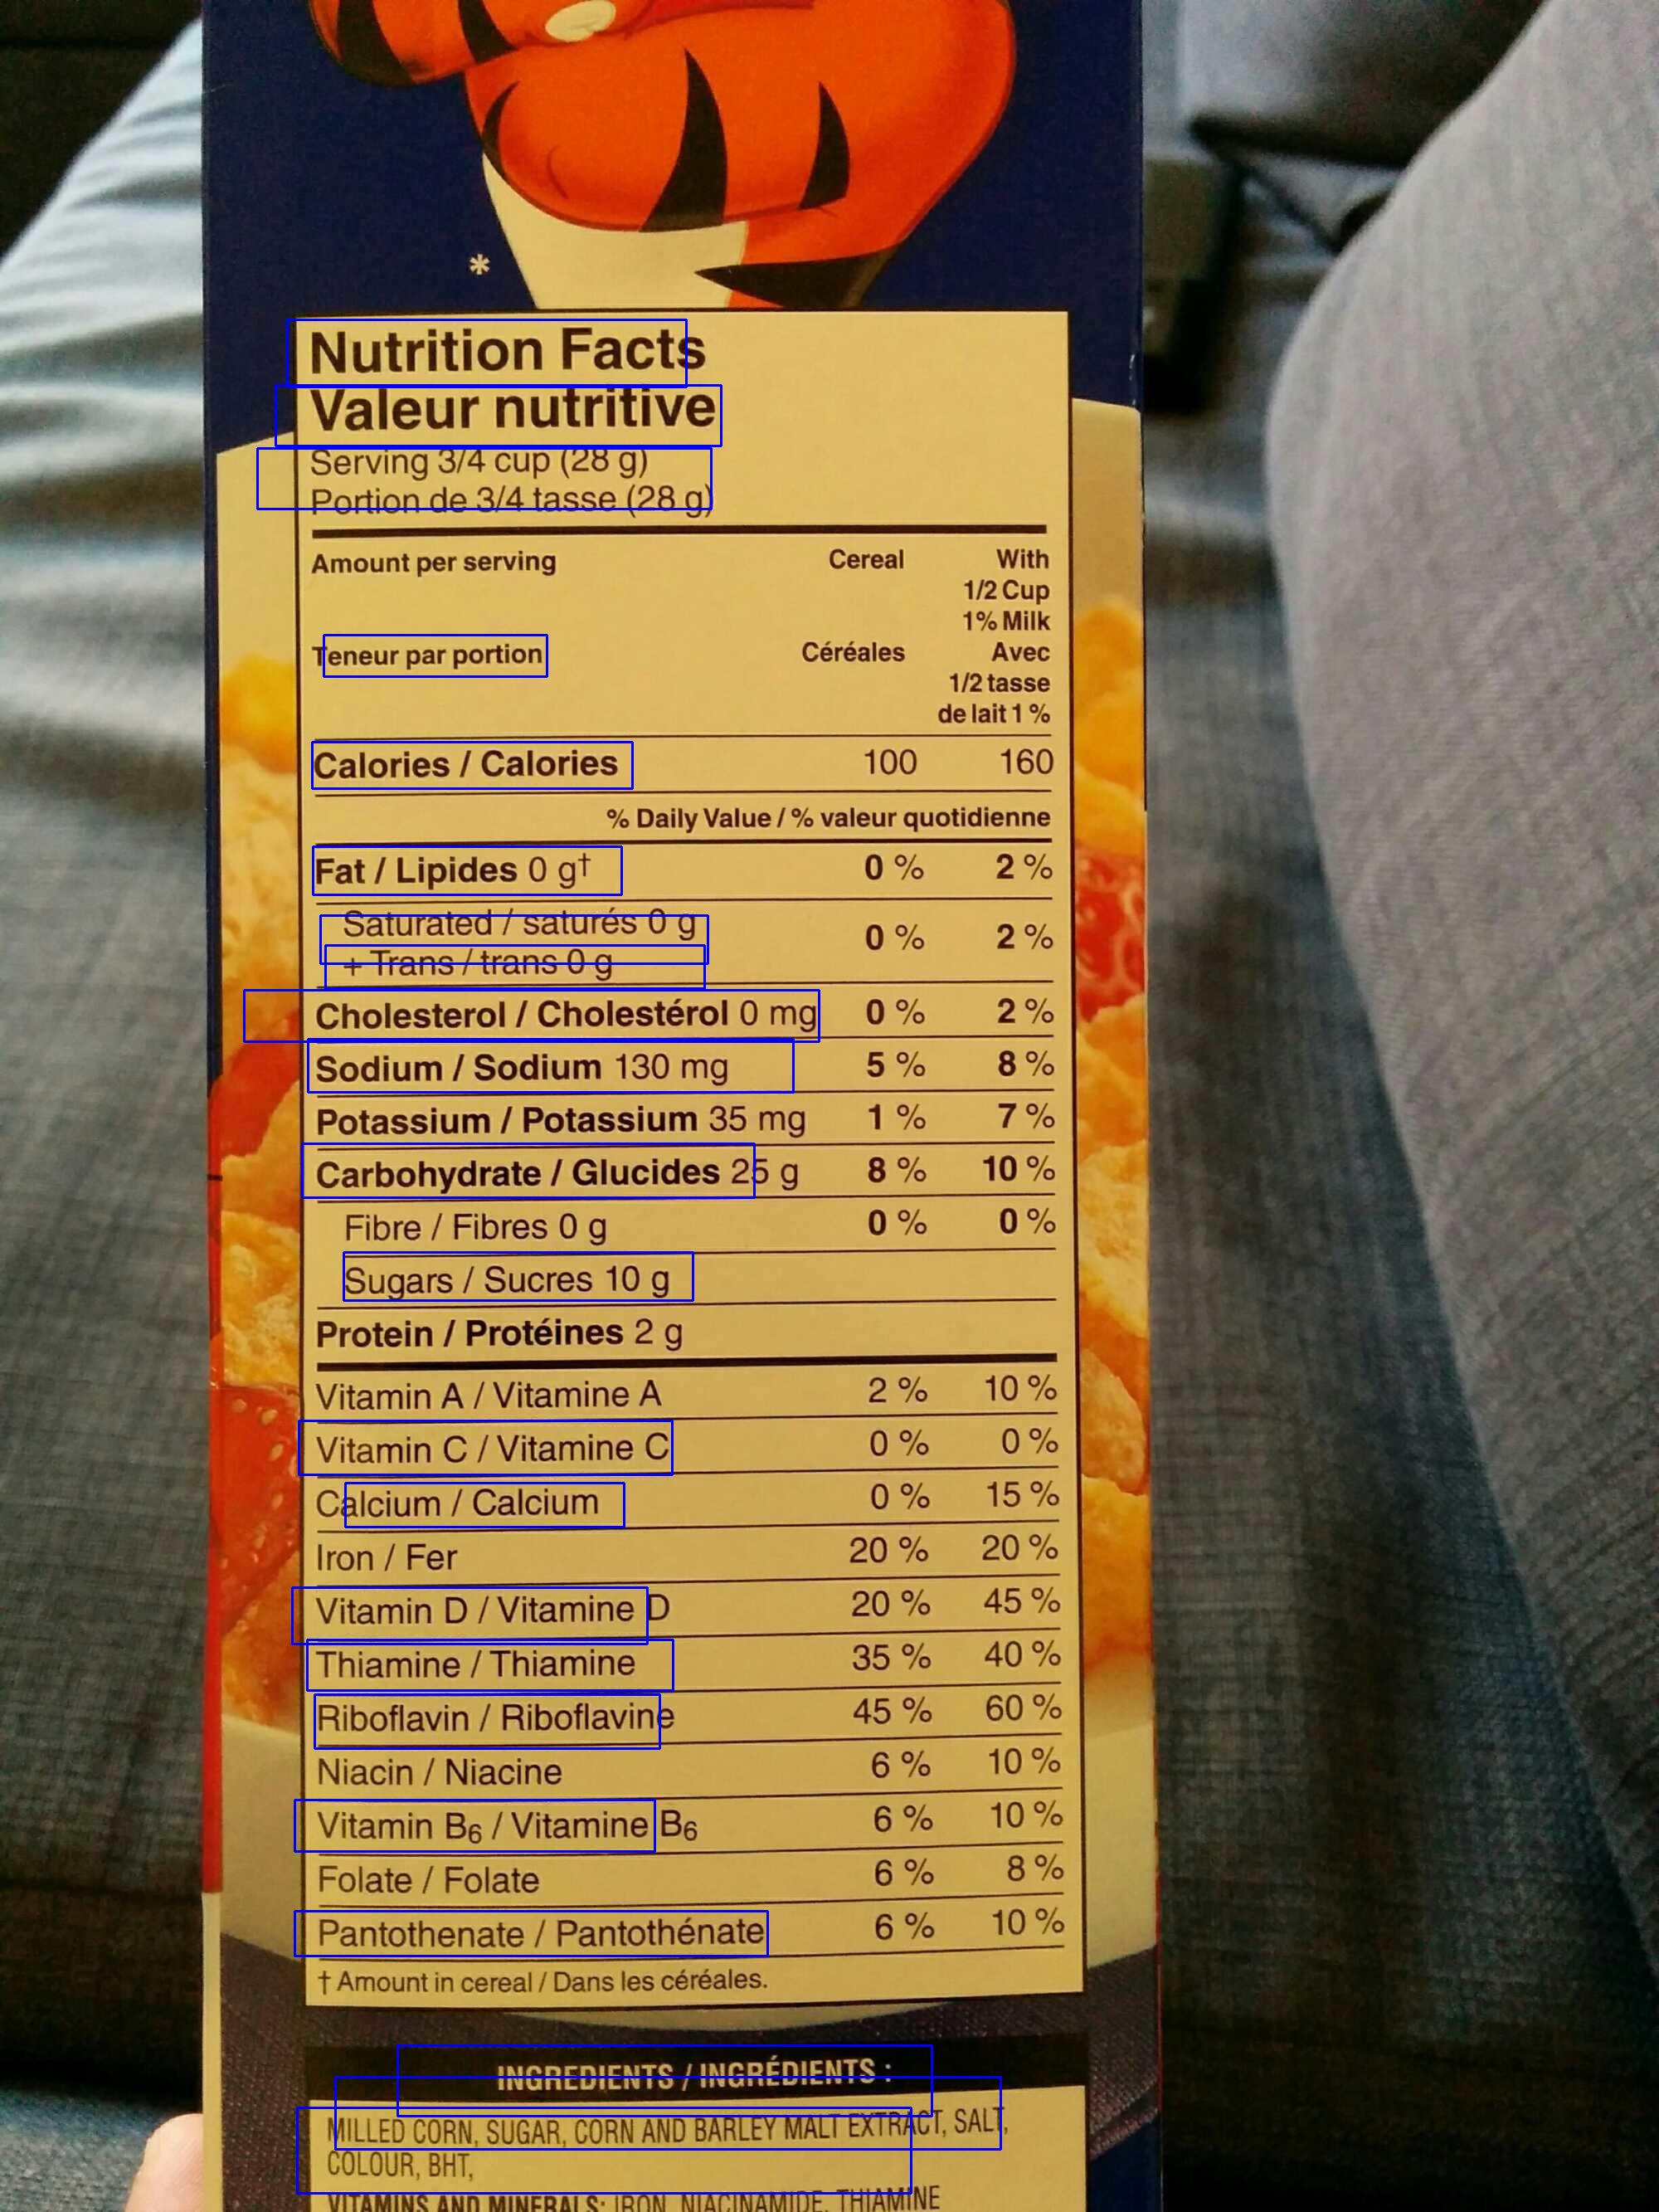 *
Nutrition Facts
Valeur nutritive
Serving 3/4 cup (28 g)
Portion de 3/4 tasse (28 g)
Amount per serving Cereal With
1/2 Cup
1% Milk
Teneur par portion Céréales Avec
1/2 tasse
de lait 1 %
Calories / Calories 100 160
% Daily Value / % valeur quotidienne
Fat / Lipides 0 g† 0 % 2 %
Saturated / saturés 0 g
+ Trans / trans 0 g 0 % 2 %
Cholesterol / Cholestérol 0 mg 0 % 2 %
Sodium / Sodium 130 mg 5 % 8 %
Potassium / Potassium 35 mg 1 % 7 %
Carbohydrate / Glucides 25 g 8 % 10 %
Fibre / Fibres 0 g 0 % 0 %
Sugars / Sucres 10 g
Protein / Protéines 2 g
Vitamin A / Vitamine A 2 % 10 %
Vitamin C / Vitamine C 0 % 0 %
Calcium / Calcium 0 % 15 %
Iron / Fer 20 % 20 %
Vitamin D / Vitamine D 20 % 45 %
Thiamine / Thiamine 35 % 40 %
Riboflavin / Riboflavine 45 % 60 %
Niacin / Niacine 6 % 10 %
Vitamin B6 / Vitamine B6 6 % 10 %
Folate / Folate 6 % 8 %
Pantothenate / Pantothénate 6 % 10 %
† Amount in cereal / Dans les céréales.
INGREDIENTS / INGRÉDIENTS :
MILLED CORN, SUGAR, CORN AND BARLEY MALT EXTRACT, SALT,
COLOUR, BHT,
VITAMINS AND MINERALS: IRON, NIACINAMIDE, THIAMINE